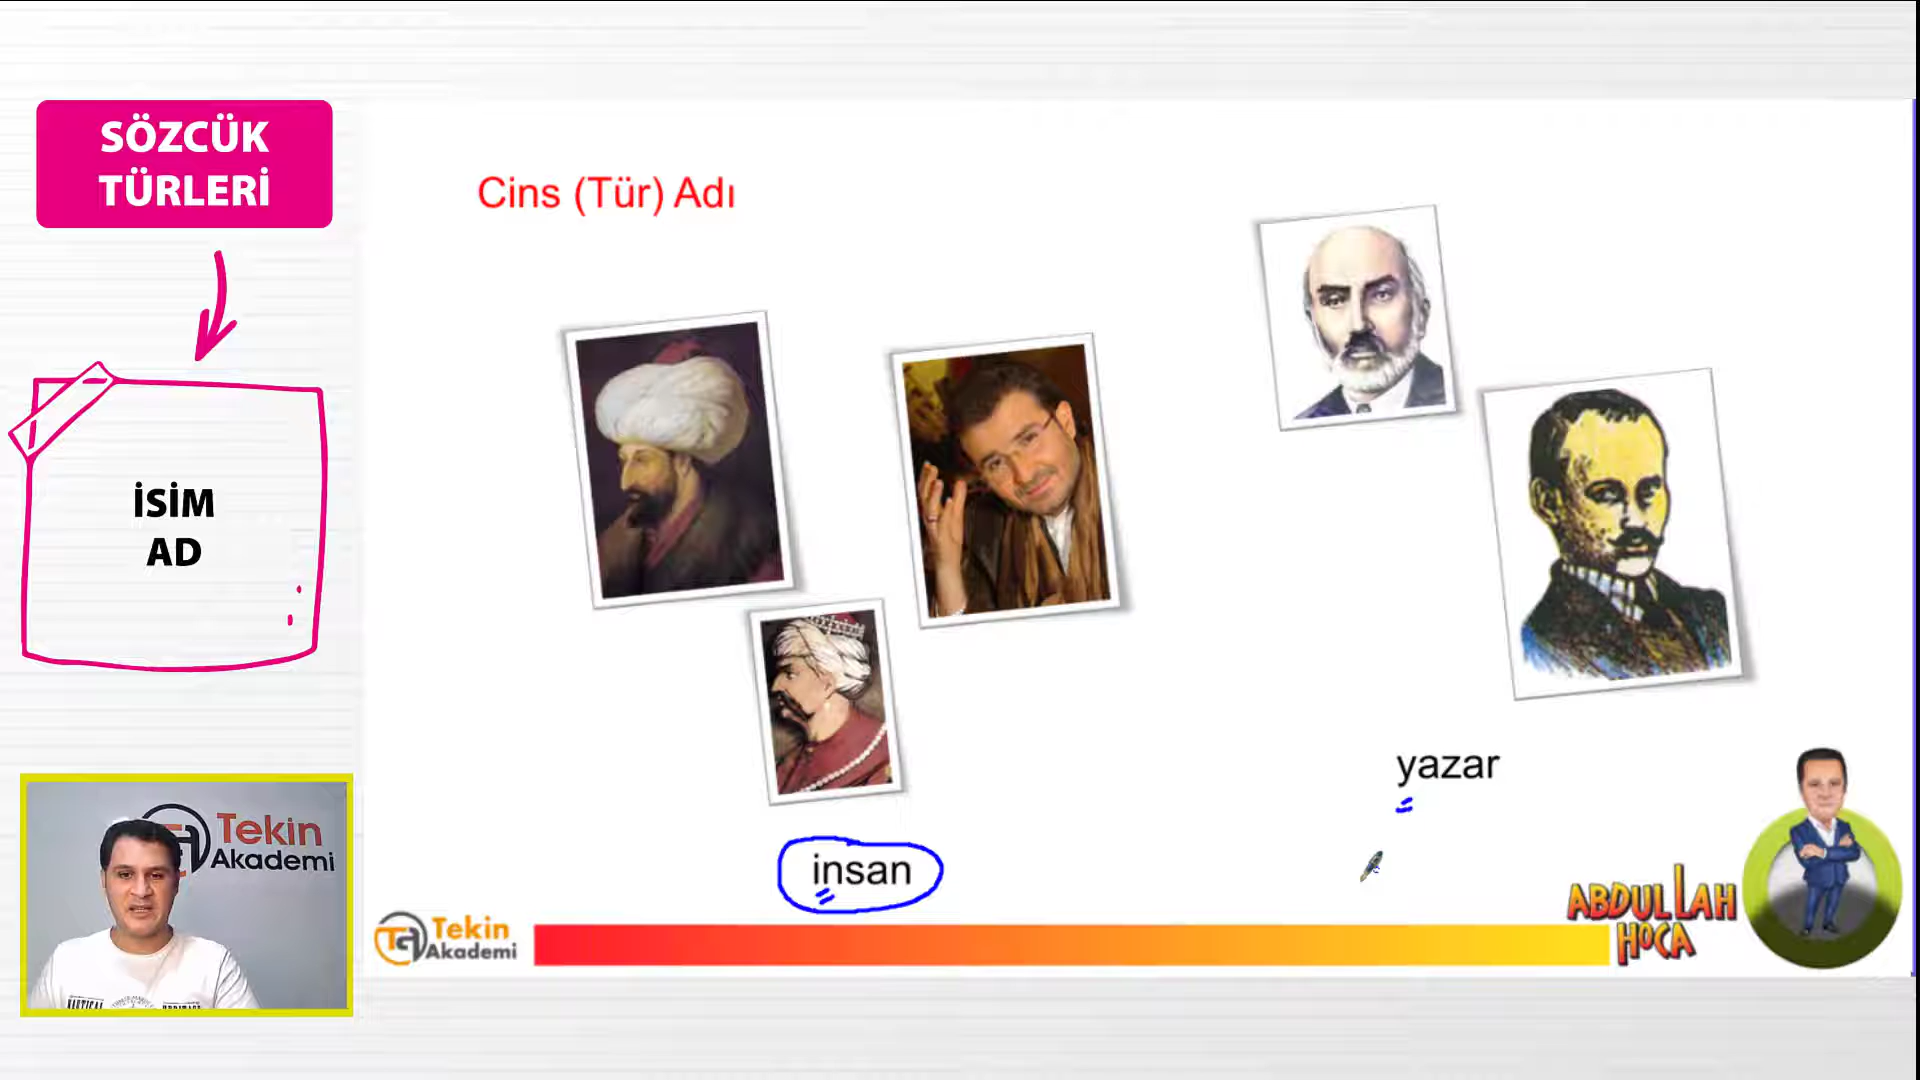 SÖZCÜK
TÜRLERİ
Cins (Tür) Adı
İSİM
AD
yazar
insan
Tekin
Akademi
Tekin
Akademi
ABDULLAH
HOCA